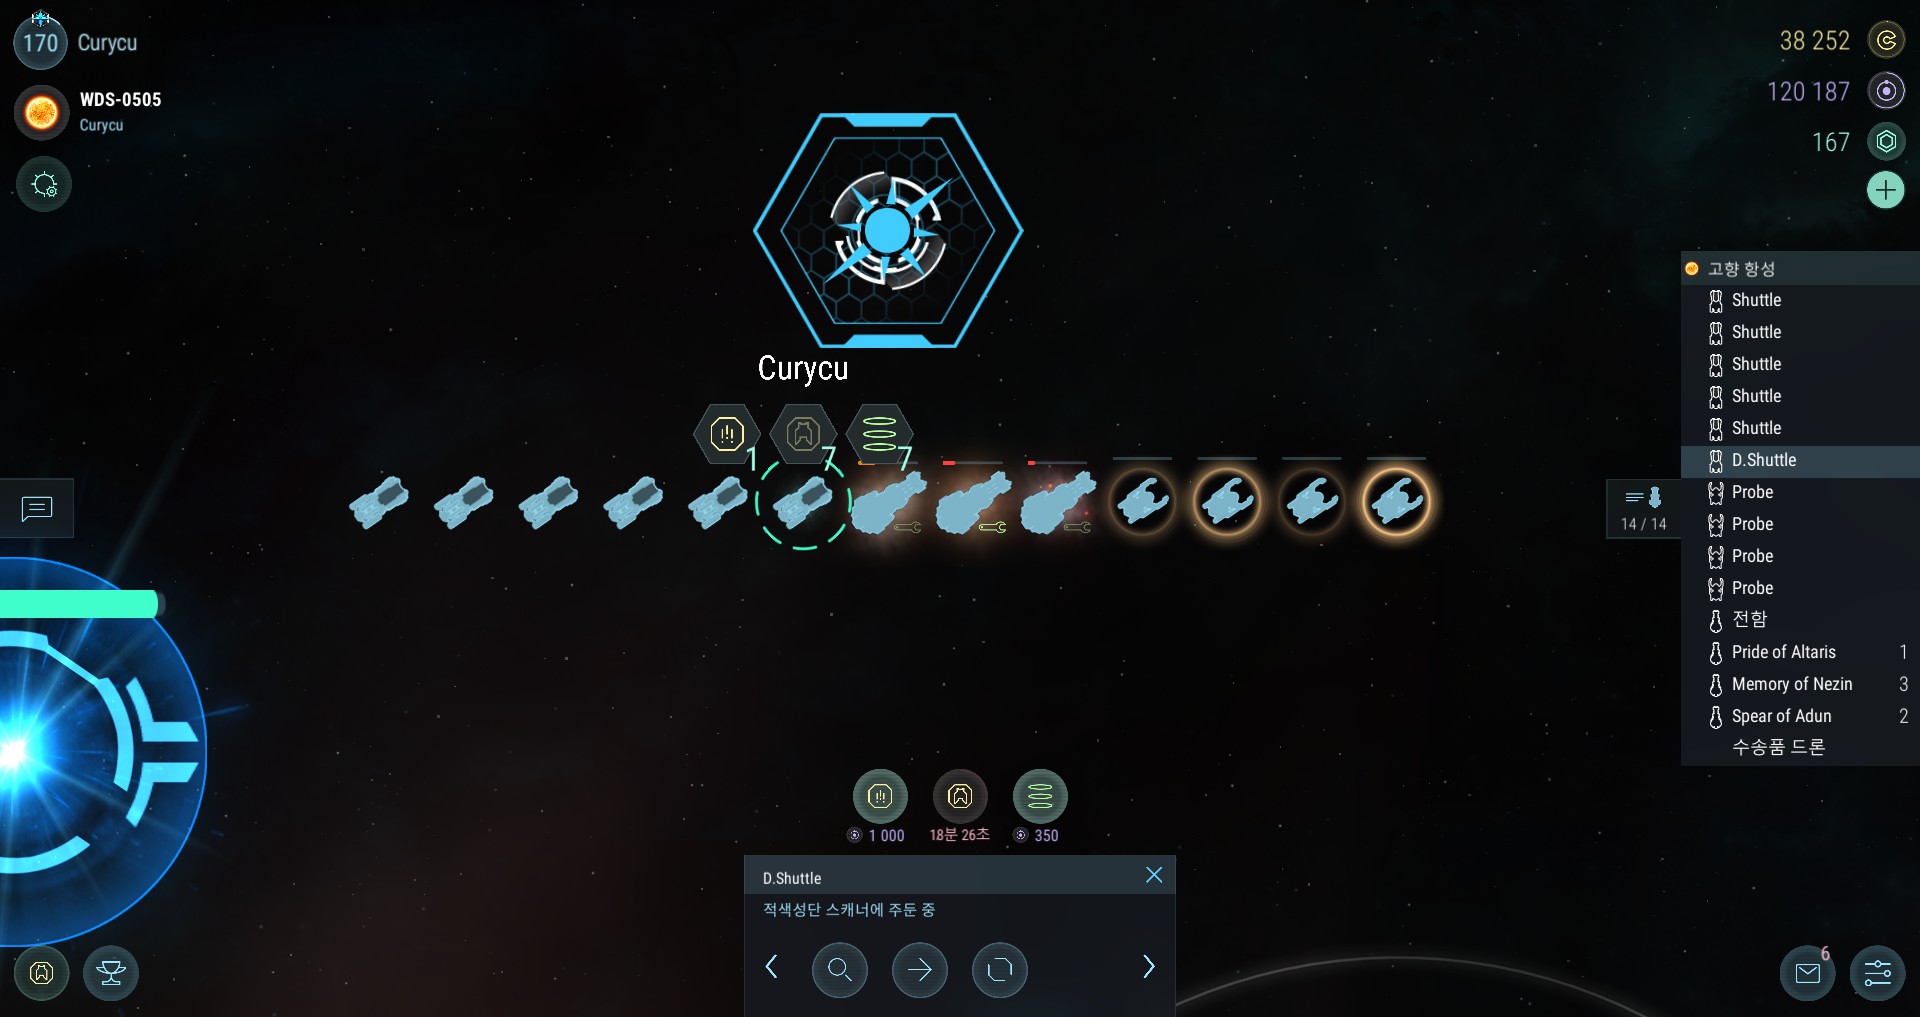 170 Curycu
WDS-0505
Curycu
38 252
120 187
167
Curycu
1
7
7
14 / 14
고향 항성
Shuttle
Shuttle
Shuttle
Shuttle
Shuttle
D.Shuttle
Probe
Probe
Probe
Probe
전함
Pride of Altaris 1
Memory of Nezin 3
Spear of Adun 2
수송품 드론
1 000
18분 26초
350
D.Shuttle
적색성단 스캐너에 주둔 중
6